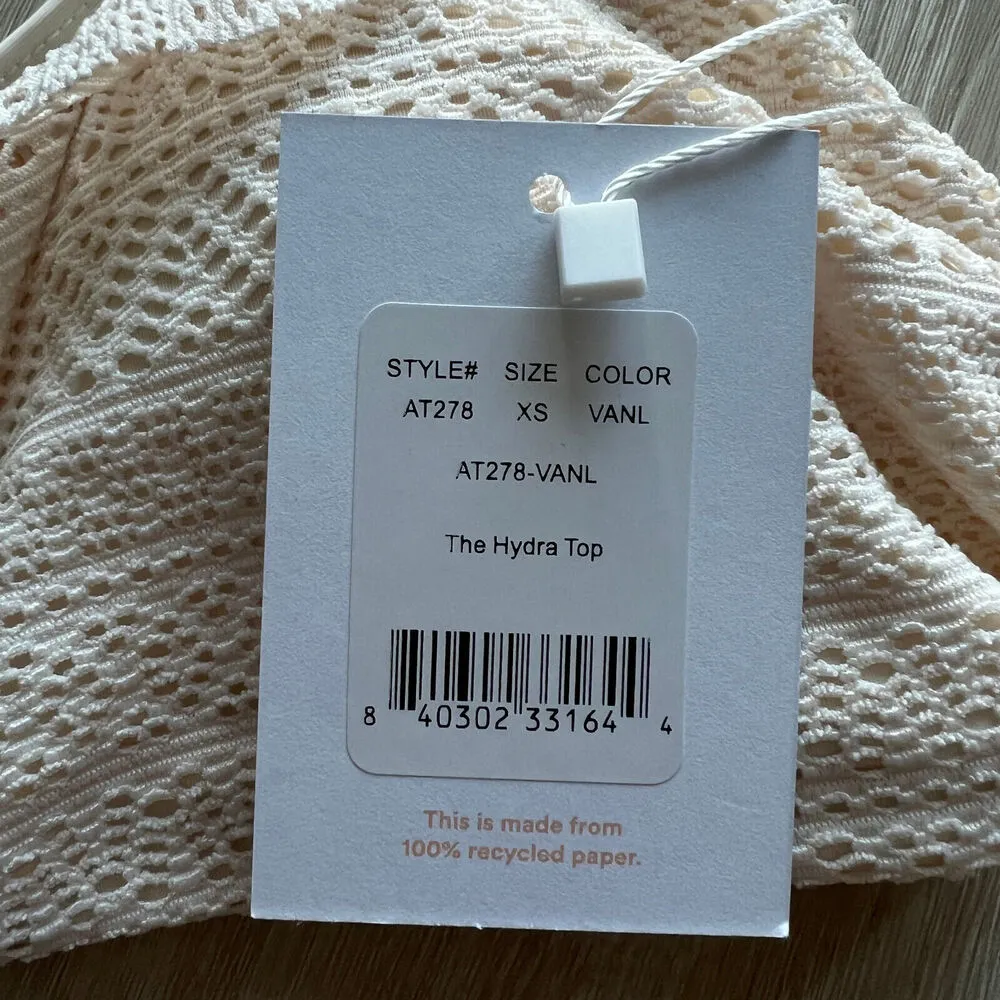 STYLE# SIZE COLOR
AT278 XS VANL
AT278-VANL
The Hydra Top
8 40302 33164 4
This is made from
100% recycled paper.